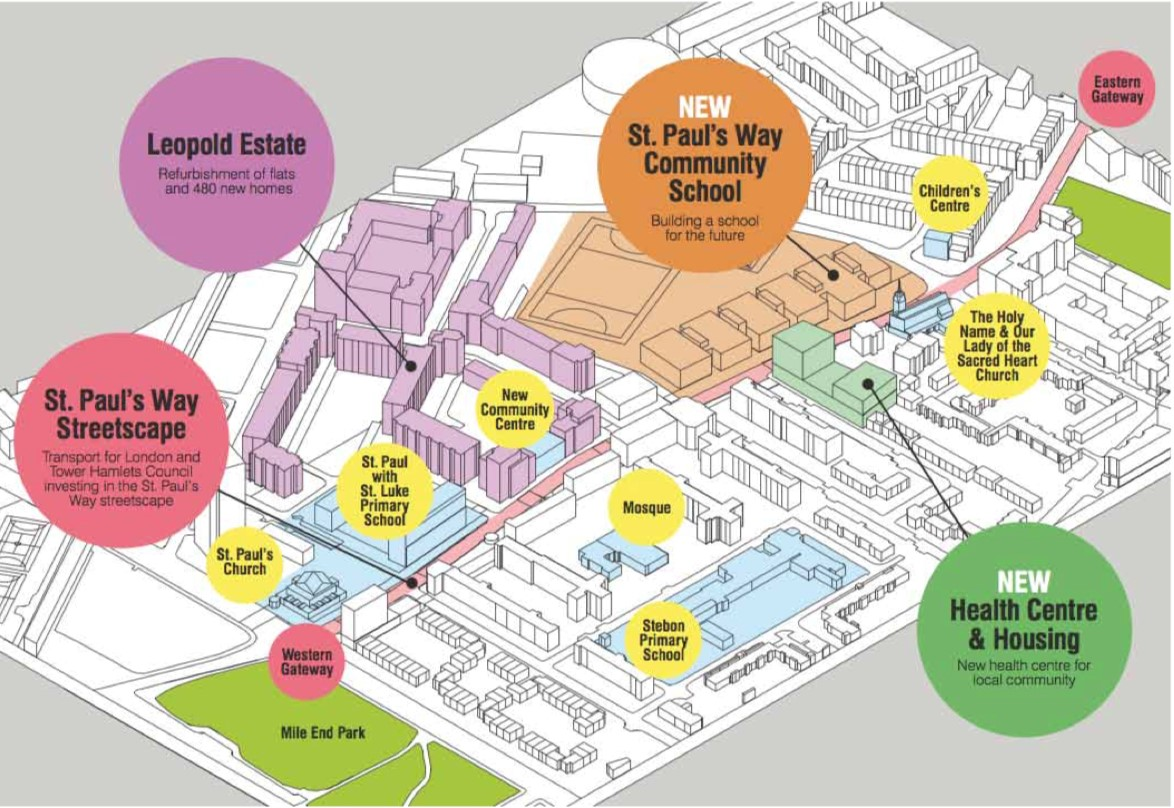 Eastern
Gateway
NEW
St. Paul's Way
Community
School
Building a school
for the future
Leopold Estate
Refurbishment of flats
and 480 new homes
Children's
Centre
The Holy
Name & Our
Lady of the
Sacred Heart
Church
St. Paul's Way
Streetscape
Transport for London and
Tower Hamlets Council
investing in the St. Paul's
Way streetscape
New
Community
Centre
St. Paul
with
St. Luke
Primary
School
Mosque
St. Paul's
Church
NEW
Health Centre
& Housing
New health centre for
local community
Stebon
Primary
School
Western
Gateway
Mile End Park